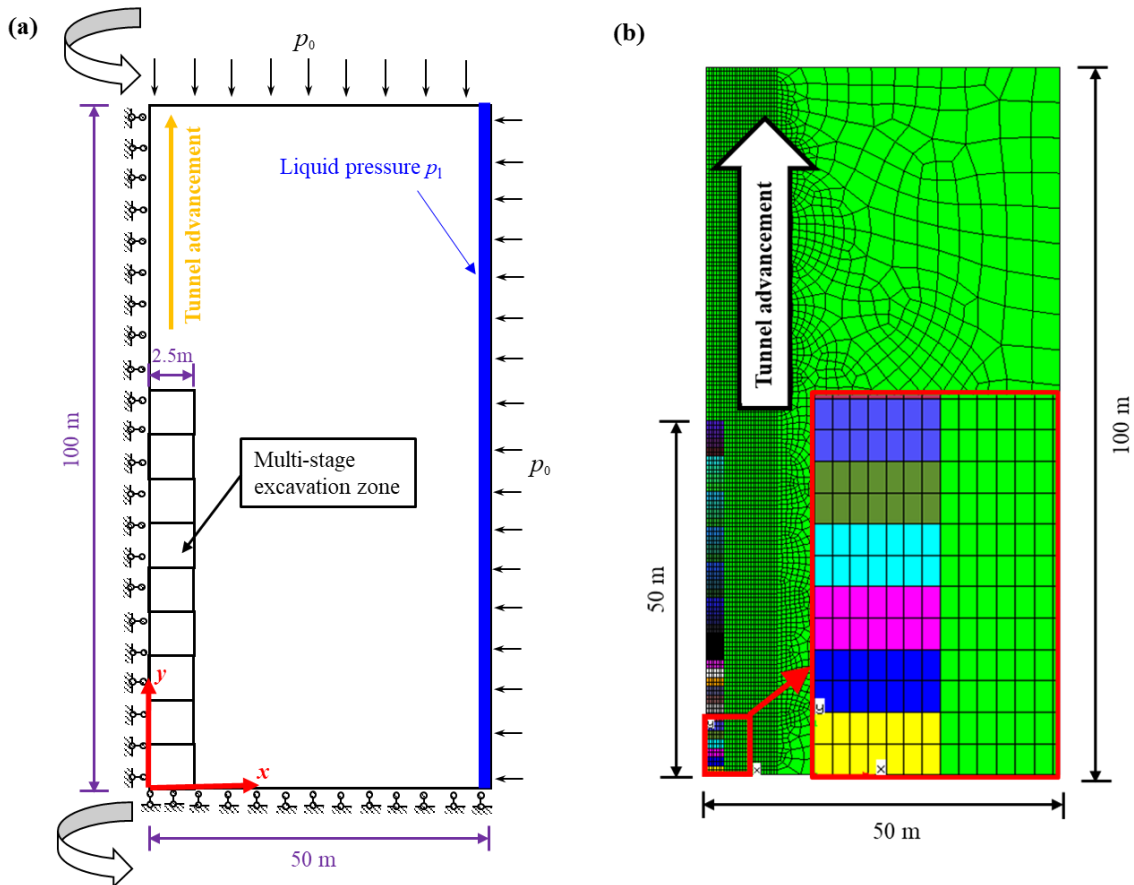 (a)
p₀
Tunnel advancement
Liquid pressure p₁
2.5m
100 m
Multi-stage
excavation zone
p₀
y
x
50 m
(b)
Tunnel advancement
50 m
100 m
y
x
x
50 m